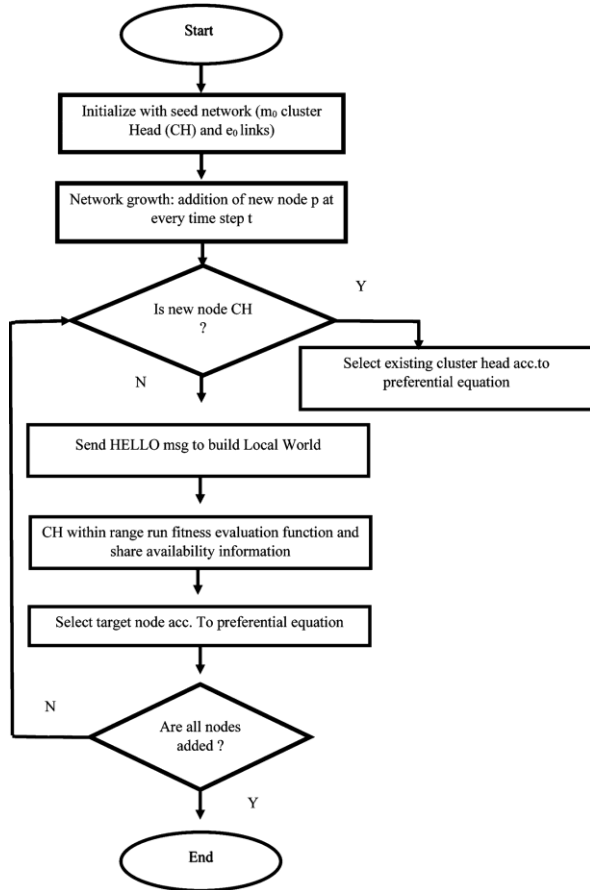 Start
Initialize with seed network (m₀ cluster
Head (CH) and e₀ links)
Network growth: addition of new node p at
every time step t
Is new node CH
?
Y
Select existing cluster head acc.to
preferential equation
N
Send HELLO msg to build Local World
CH within range run fitness evaluation function and
share availability information
Select target node acc. To preferential equation
N
Are all nodes
added ?
Y
End